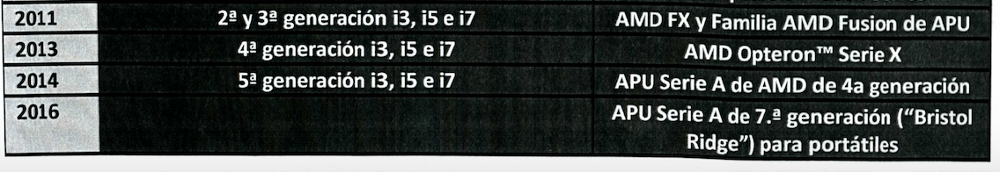 2011 2ª y 3ª generación i3, i5 e i7 AMD FX y Familia AMD Fusion de APU
2013 4ª generación i3, i5 e i7 AMD Opteron™ Serie X
2014 5ª generación i3, i5 e i7 APU Serie A de AMD de 4a generación
2016 APU Serie A de 7.ª generación (“Bristol
Ridge”) para portátiles